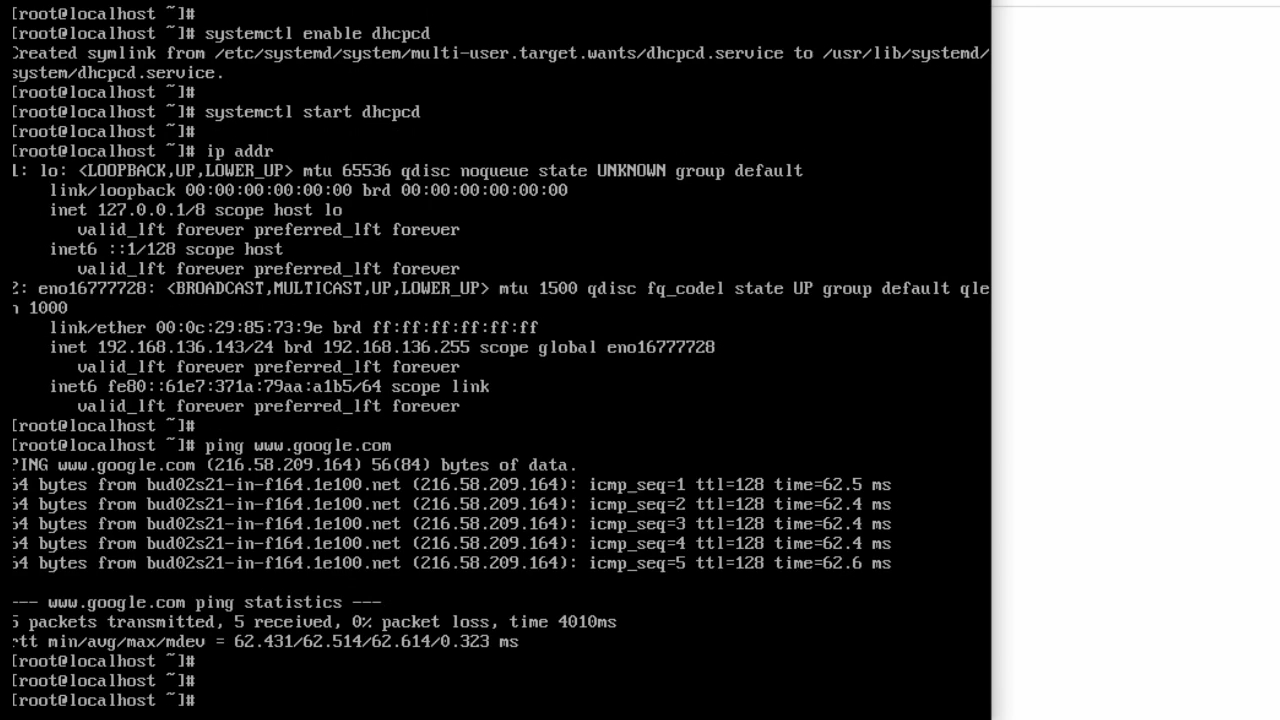 [root@localhost ~]#
[root@localhost ~]# systemctl enable dhcpcd
Created symlink from /etc/systemd/system/multi-user.target.wants/dhcpcd.service to /usr/lib/systemd/
system/dhcpcd.service.
[root@localhost ~]#
[root@localhost ~]# systemctl start dhcpcd
[root@localhost ~]#
[root@localhost ~]# ip addr
1: lo: <LOOPBACK,UP,LOWER_UP> mtu 65536 qdisc noqueue state UNKNOWN group default
link/loopback 00:00:00:00:00:00 brd 00:00:00:00:00:00
inet 127.0.0.1/8 scope host lo
valid_lft forever preferred_lft forever
inet6 ::1/128 scope host
valid_lft forever preferred_lft forever
2: eno16777728: <BROADCAST,MULTICAST,UP,LOWER_UP> mtu 1500 qdisc fq_codel state UP group default qle
n 1000
link/ether 00:0c:29:85:73:9e brd ff:ff:ff:ff:ff:ff
inet 192.168.136.143/24 brd 192.168.136.255 scope global eno16777728
valid_lft forever preferred_lft forever
inet6 fe80::61e7:371a:79aa:a1b5/64 scope link
valid_lft forever preferred_lft forever
[root@localhost ~]#
[root@localhost ~]# ping www.google.com
PING www.google.com (216.58.209.164) 56(84) bytes of data.
64 bytes from bud02s21-in-f164.1e100.net (216.58.209.164): icmp_seq=1 ttl=128 time=62.5 ms
64 bytes from bud02s21-in-f164.1e100.net (216.58.209.164): icmp_seq=2 ttl=128 time=62.4 ms
64 bytes from bud02s21-in-f164.1e100.net (216.58.209.164): icmp_seq=3 ttl=128 time=62.4 ms
64 bytes from bud02s21-in-f164.1e100.net (216.58.209.164): icmp_seq=4 ttl=128 time=62.4 ms
64 bytes from bud02s21-in-f164.1e100.net (216.58.209.164): icmp_seq=5 ttl=128 time=62.6 ms
--- www.google.com ping statistics ---
5 packets transmitted, 5 received, 0% packet loss, time 4010ms
rtt min/avg/max/mdev = 62.431/62.514/62.614/0.323 ms
[root@localhost ~]#
[root@localhost ~]#
[root@localhost ~]#